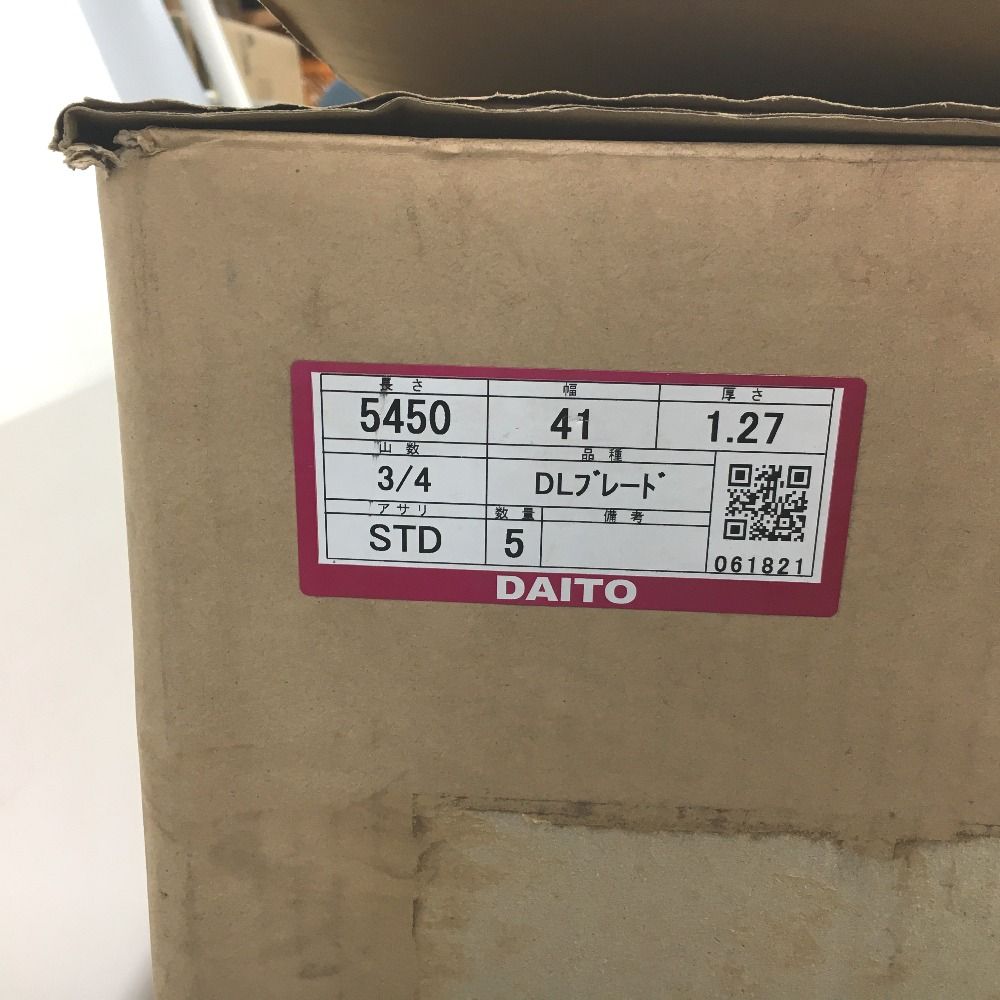 長さ 幅 厚さ
5450 41 1.27
山数 品種
3/4 DLブレード
アサリ 数量 備考
STD 5
061821
DAITO